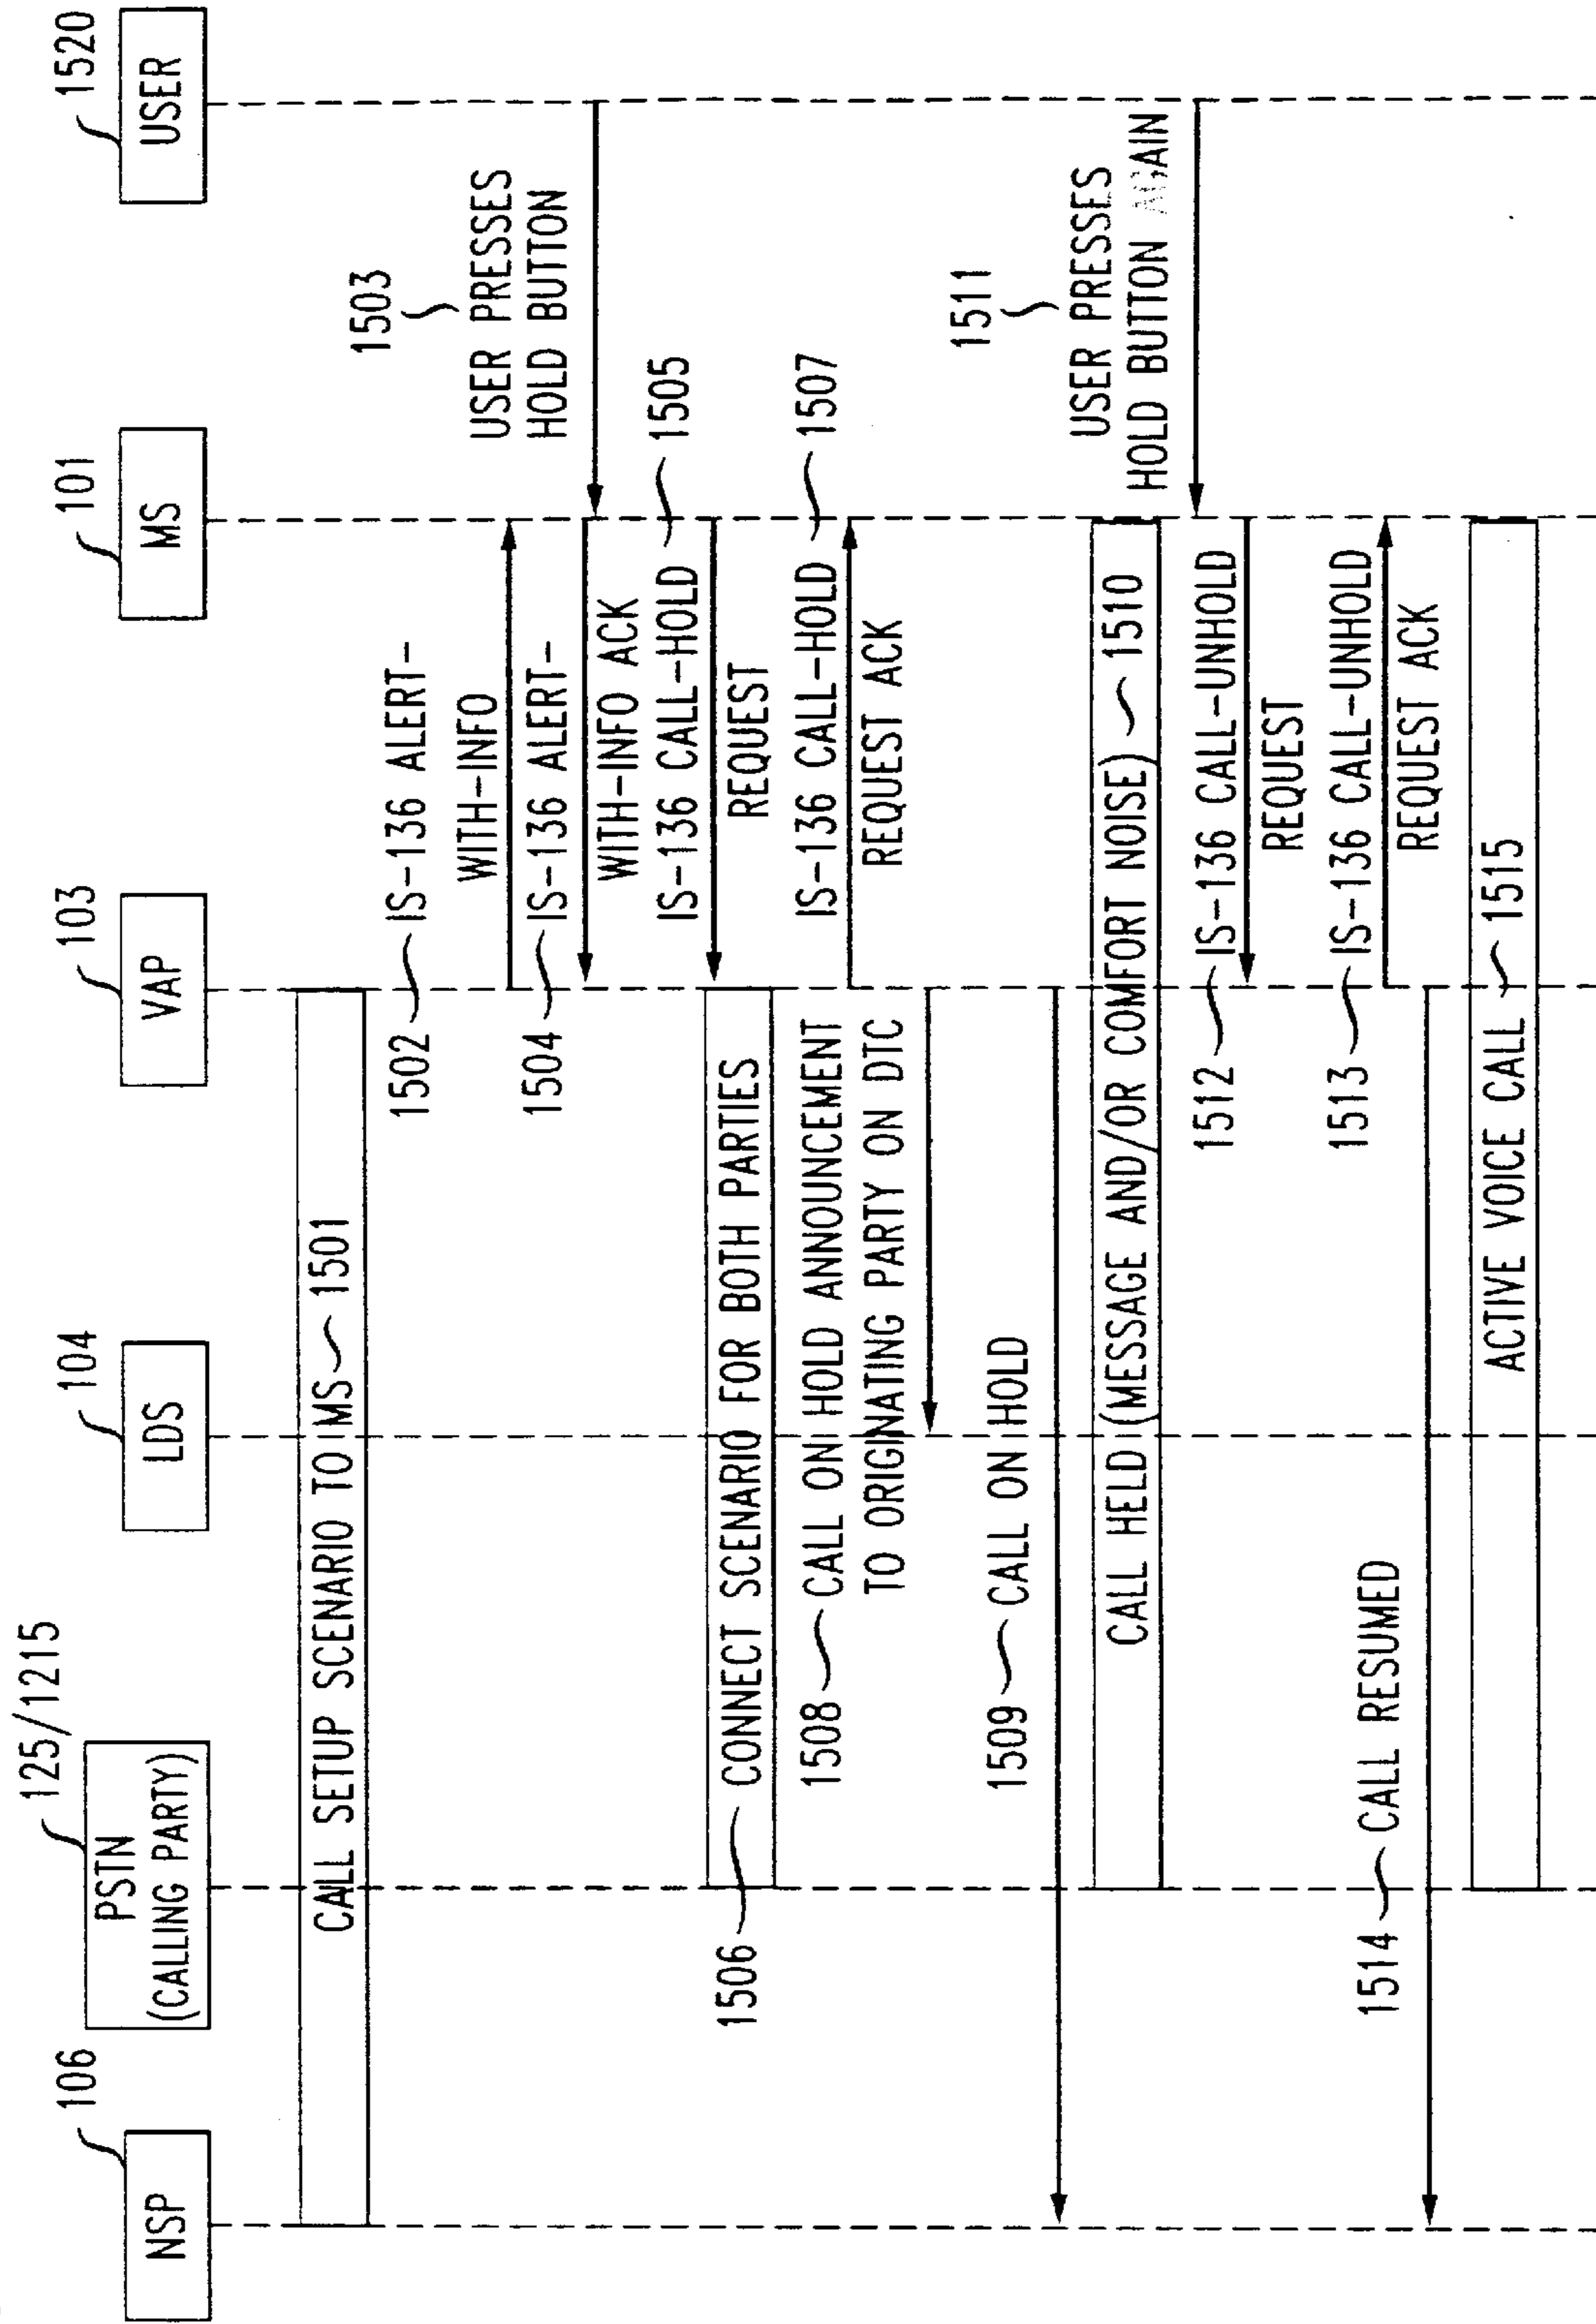 106
NSP
125/1215
PSTN
(CALLING PARTY)
104
LDS
103
VAP
101
MS
1520
USER
CALL SETUP SCENARIO TO MS 1501
1502 IS-136 ALERT-
WITH-INFO
1503
USER PRESSES
HOLD BUTTON
1504 IS-136 ALERT-
WITH-INFO ACK
IS-136 CALL-HOLD 1505
REQUEST
1506 CONNECT SCENARIO FOR BOTH PARTIES
IS-136 CALL-HOLD 1507
REQUEST ACK
1508 CALL ON HOLD ANNOUNCEMENT
TO ORIGINATING PARTY ON DTC
1509 CALL ON HOLD
CALL HELD (MESSAGE AND/OR COMFORT NOISE) 1510
1511
USER PRESSES
HOLD BUTTON AGAIN
1512 IS-136 CALL-UNHOLD
REQUEST
1513 IS-136 CALL-UNHOLD
REQUEST ACK
1514 CALL RESUMED
ACTIVE VOICE CALL 1515